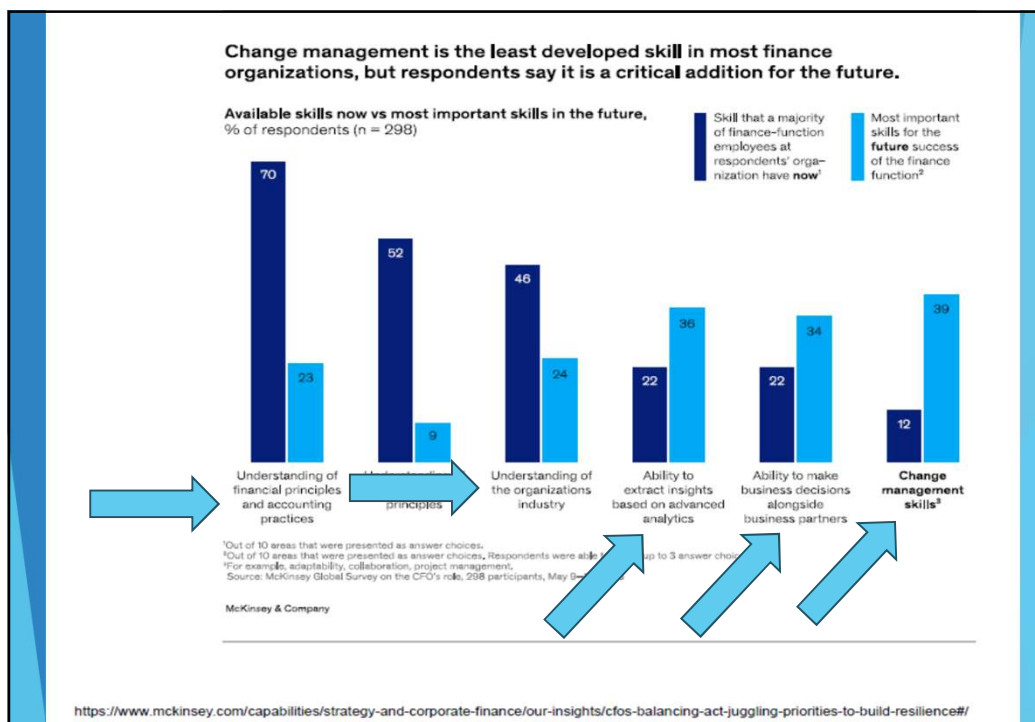 Change management is the least developed skill in most finance
organizations, but respondents say it is a critical addition for the future.
Available skills now vs most important skills in the future,
% of respondents (n = 298)
Skill that a majority
of finance-function
employees at
respondents' orga-
nization have now¹
Most important
skills for the
future success
of the finance
function²
70
23
52
9
46
24
22
36
22
34
12
39
Understanding of
financial principles
and accounting
practices
principles
Understanding of
the organizations
industry
Ability to
extract insights
based on advanced
analytics
Ability to make
business decisions
alongside
business partners
Change
management
skills³
¹Out of 10 areas that were presented as answer choices.
²Out of 10 areas that were presented as answer choices. Respondents were able up to 3 answer
³For example, adaptability, collaboration, project management.
Source: McKinsey Global Survey on the CFO's role, 298 participants, May 9–
McKinsey & Company
https://www.mckinsey.com/capabilities/strategy-and-corporate-finance/our-insights/cfos-balancing-act-juggling-priorities-to-build-resilience#/